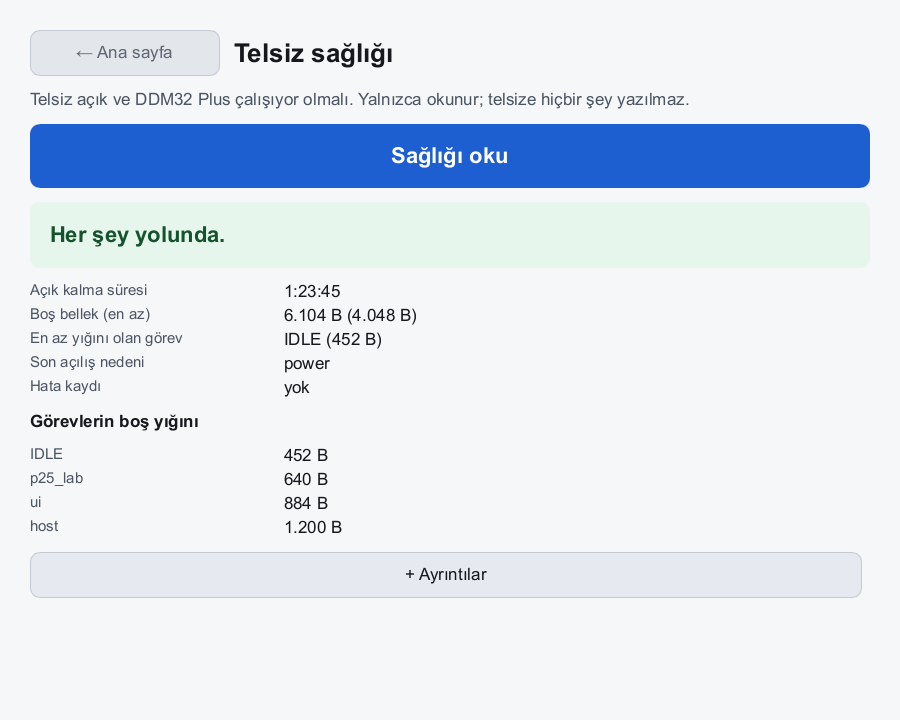 ← Ana sayfa
Telsiz sağlığı
Telsiz açık ve DDM32 Plus çalışıyor olmalı. Yalnızca okunur; telsize hiçbir şey yazılmaz.
Sağlığı oku
Her şey yolunda.
Açık kalma süresi 1:23:45
Boş bellek (en az) 6.104 B (4.048 B)
En az yığını olan görev IDLE (452 B)
Son açılış nedeni power
Hata kaydı yok
Görevlerin boş yığını
IDLE 452 B
p25_lab 640 B
ui 884 B
host 1.200 B
+ Ayrıntılar